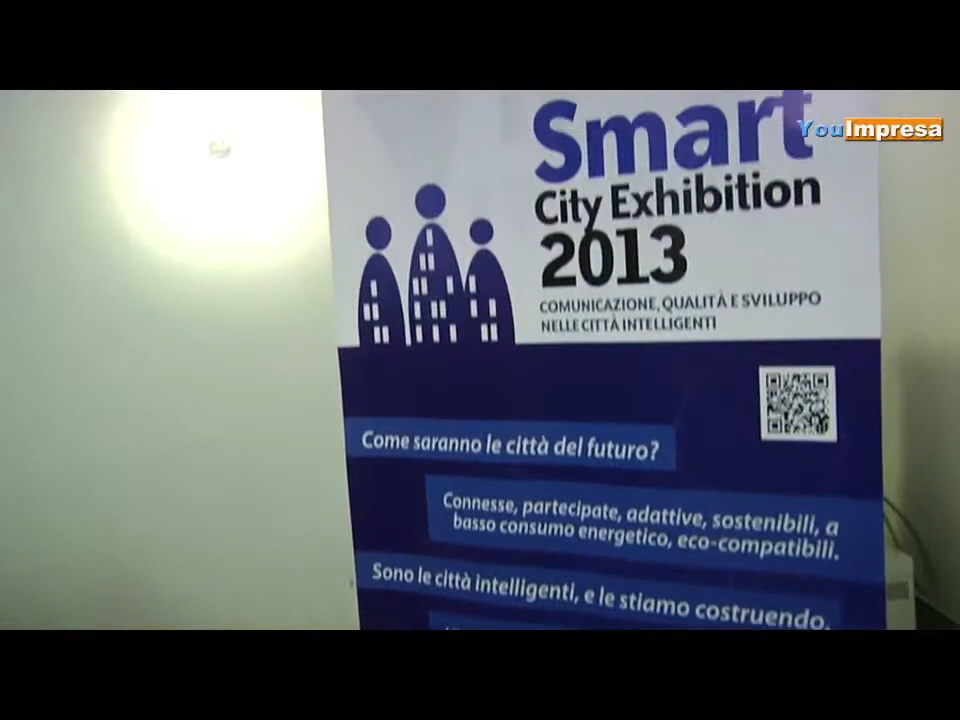 Smart
YouImpresa
City Exhibition
2013
COMUNICAZIONE, QUALITÀ E SVILUPPO
NELLE CITTÀ INTELLIGENTI
Come saranno le città del futuro?
Connesse, partecipate, adattive, sostenibili, a
basso consumo energetico, eco-compatibili.
Sono le città intelligenti, e le stiamo costruendo.